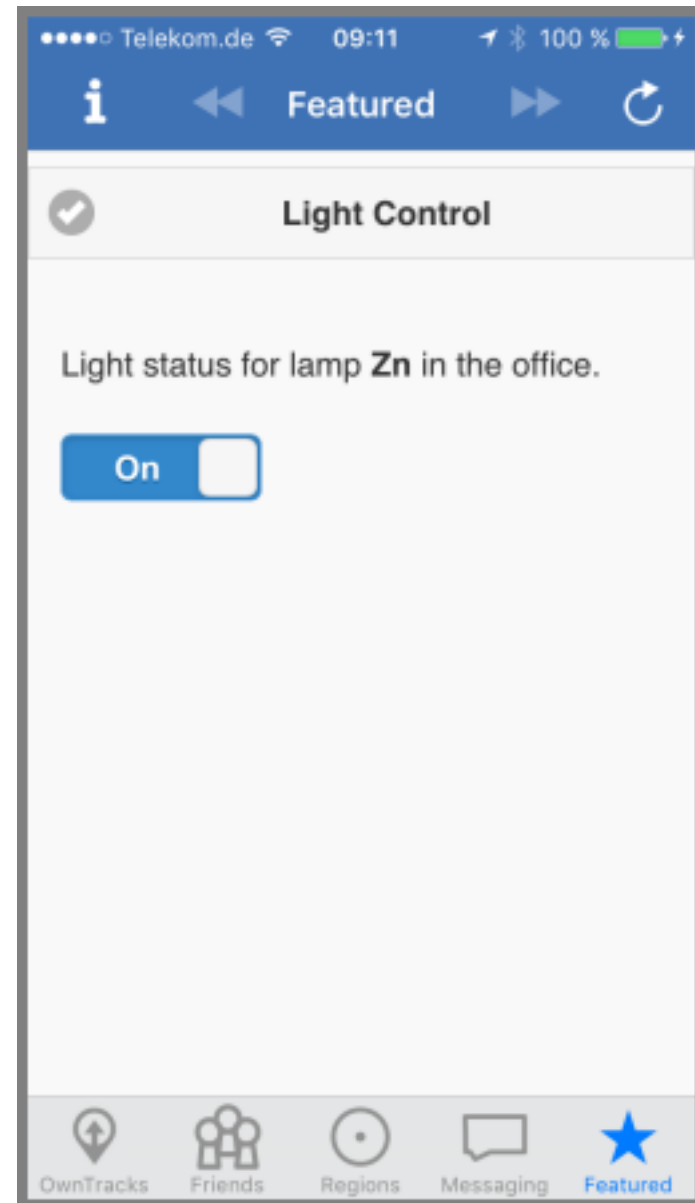 Telekom.de 09:11 100 %
i Featured
Light Control
Light status for lamp Zn in the office.
On
OwnTracks Friends Regions Messaging Featured